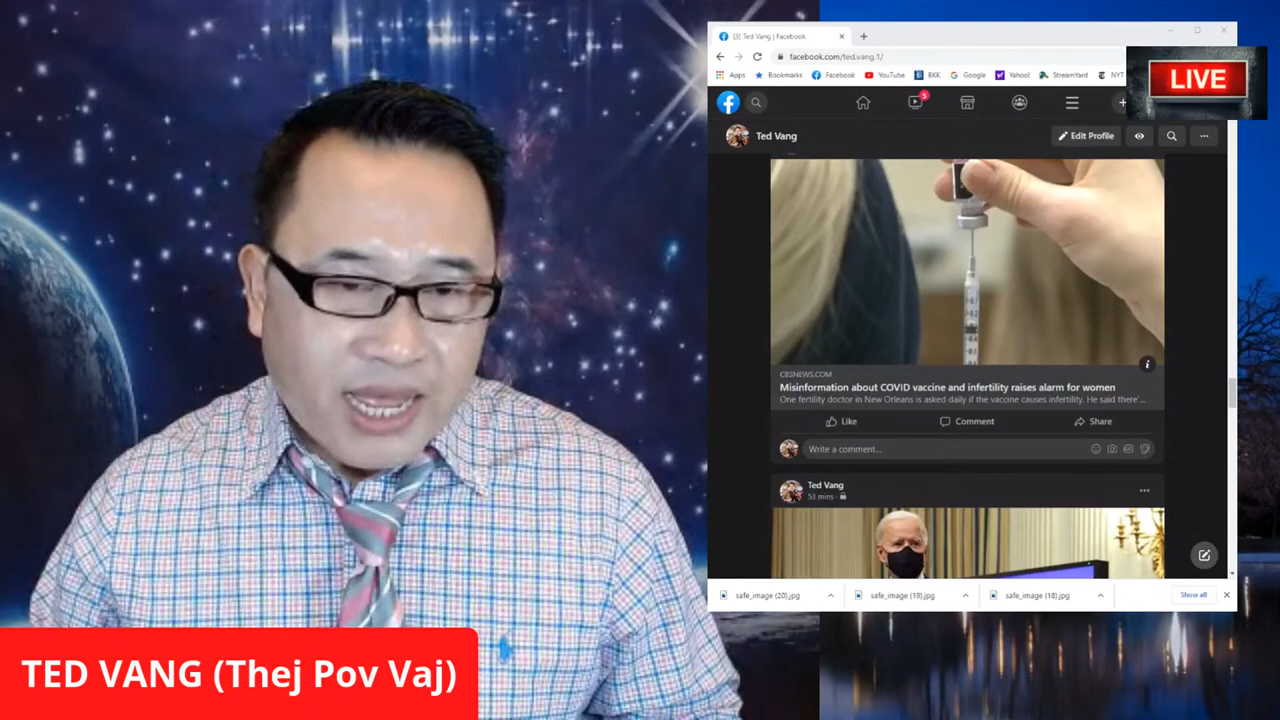 (3) Ted Vang | Facebook
facebook.com/ted.vang.1/
Apps
Bookmarks
Facebook
YouTube
BKK
Google
Yahoo!
StreamYard
NYT
LIVE
5
Ted Vang
Edit Profile
CBSNEWS.COM
Misinformation about COVID vaccine and infertility raises alarm for women
One fertility doctor in New Orleans is asked daily if the vaccine causes infertility. He said there'...
Like
Comment
Share
Write a comment...
Ted Vang
53 mins ·
safe_image (20).jpg
safe_image (19).jpg
safe_image (18).jpg
Show all
TED VANG (Thej Pov Vaj)